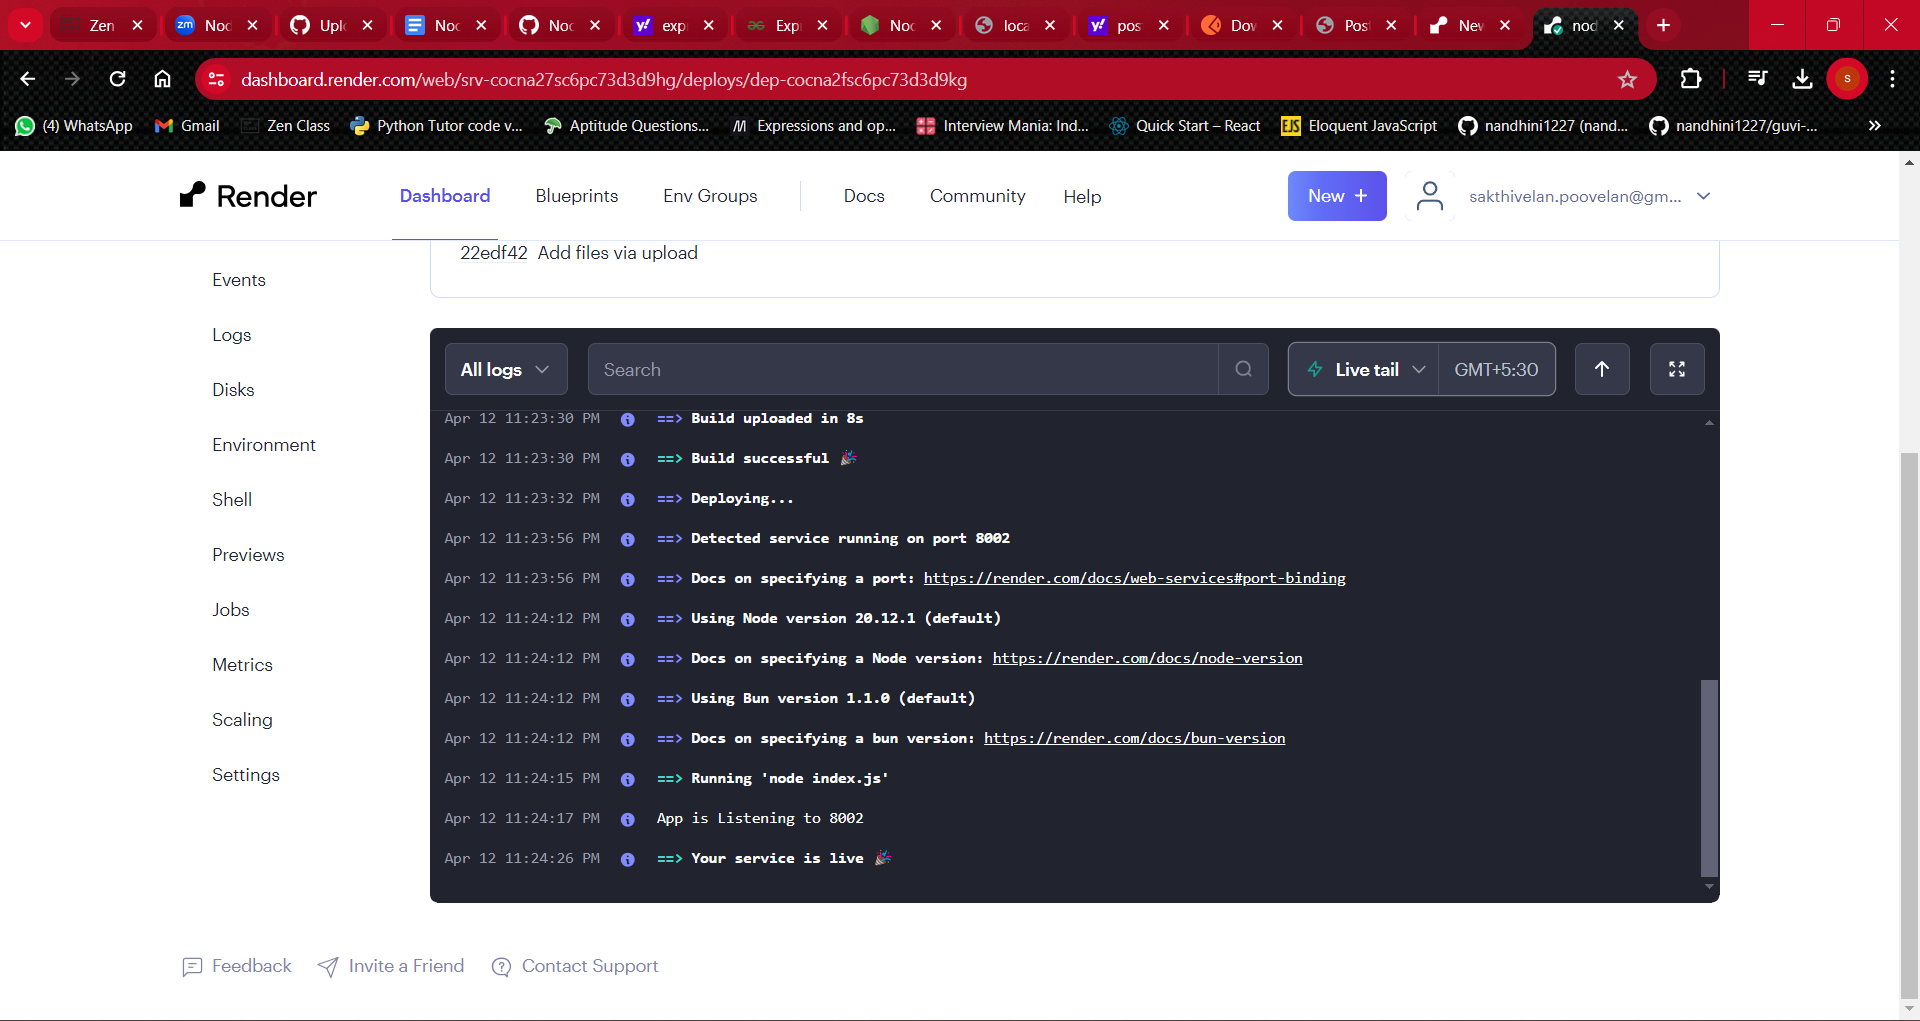 Zen
zm Nod
Uplo
Nod
Nod
y! exp
Exp
Nod
loca
y! pos
Dow
Post
New
nod
dashboard.render.com/web/srv-cocna27sc6pc73d3d9hg/deploys/dep-cocna2fsc6pc73d3d9kg
s
(4) WhatsApp
Gmail
Zen Class
Python Tutor code v...
Aptitude Questions...
Expressions and op...
Interview Mania: Ind...
Quick Start – React
EJS Eloquent JavaScript
nandhini1227 (nand...
nandhini1227/guvi-...
Render
Dashboard
Blueprints
Env Groups
Docs
Community
Help
New +
sakthivelan.poovelan@gm...
22edf42 Add files via upload
Events
Logs
Disks
Environment
Shell
Previews
Jobs
Metrics
Scaling
Settings
All logs
Search
Live tail
GMT+5:30
Apr 12 11:23:30 PM ==> Build uploaded in 8s
Apr 12 11:23:30 PM ==> Build successful 🎉
Apr 12 11:23:32 PM ==> Deploying...
Apr 12 11:23:56 PM ==> Detected service running on port 8002
Apr 12 11:23:56 PM ==> Docs on specifying a port: https://render.com/docs/web-services#port-binding
Apr 12 11:24:12 PM ==> Using Node version 20.12.1 (default)
Apr 12 11:24:12 PM ==> Docs on specifying a Node version: https://render.com/docs/node-version
Apr 12 11:24:12 PM ==> Using Bun version 1.1.0 (default)
Apr 12 11:24:12 PM ==> Docs on specifying a bun version: https://render.com/docs/bun-version
Apr 12 11:24:15 PM ==> Running 'node index.js'
Apr 12 11:24:17 PM App is Listening to 8002
Apr 12 11:24:26 PM ==> Your service is live 🎉
Feedback
Invite a Friend
Contact Support